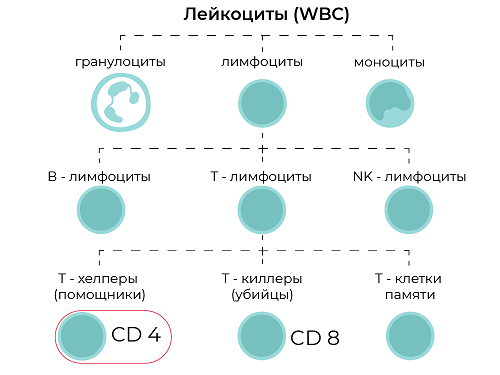 Лейкоциты (WBC)
гранулоциты лимфоциты моноциты
B - лимфоциты T - лимфоциты NK - лимфоциты
T - хелперы T - киллеры T - клетки
(помощники) (убийцы) памяти
CD 4 CD 8